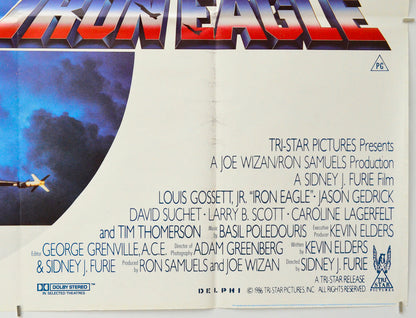 IRON EAGLE
PG
TRI-STAR PICTURES Presents
A JOE WIZAN/RON SAMUELS Production
A SIDNEY J. FURIE Film
LOUIS GOSSETT, JR. "IRON EAGLE" · JASON GEDRICK
DAVID SUCHET · LARRY B. SCOTT · CAROLINE LAGERFELT
and TIM THOMERSON Music by BASIL POLEDOURIS Executive Producer KEVIN ELDERS
Editor GEORGE GRENVILLE, A.C.E. Director of Photography ADAM GREENBERG Written by KEVIN ELDERS
& SIDNEY J. FURIE Produced by RON SAMUELS and JOE WIZAN Directed by SIDNEY J. FURIE
DOLBY STEREO
IN SELECTED THEATRES
DELPHI
© 1986 TRI-STAR PICTURES, INC. ALL RIGHTS RESERVED.
A TRI-STAR RELEASE
TRI STAR